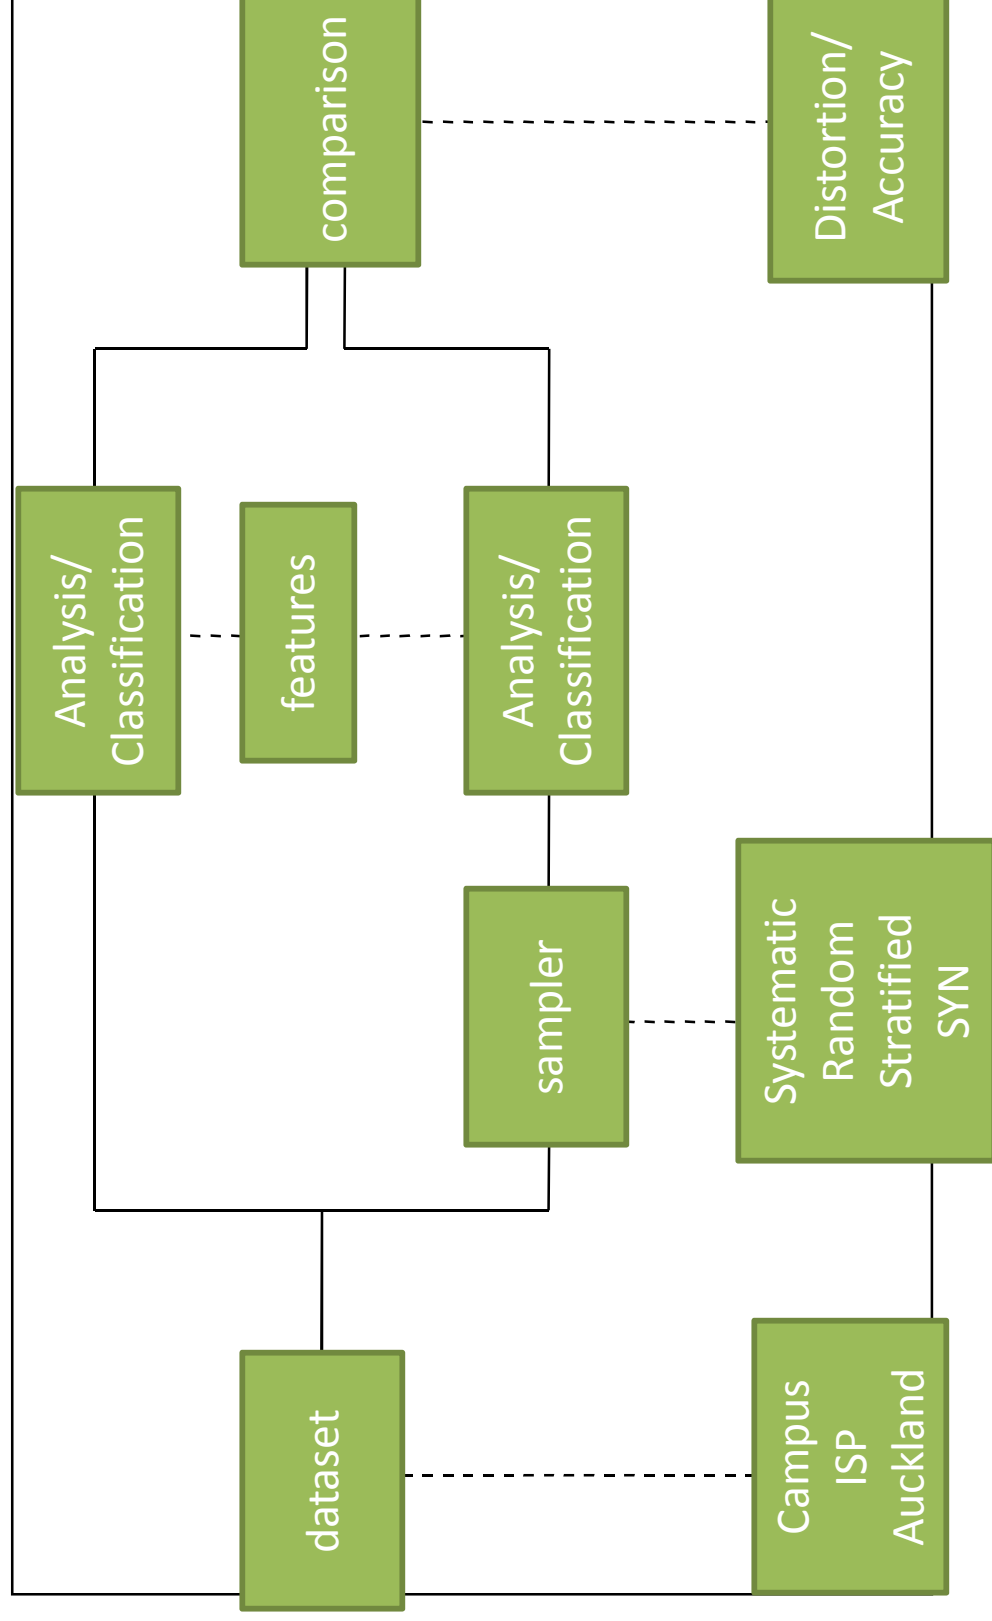 dataset
Campus
ISP
Auckland
sampler
Systematic
Random
Stratified
SYN
Analysis/
Classification
features
Analysis/
Classification
comparison
Distortion/
Accuracy